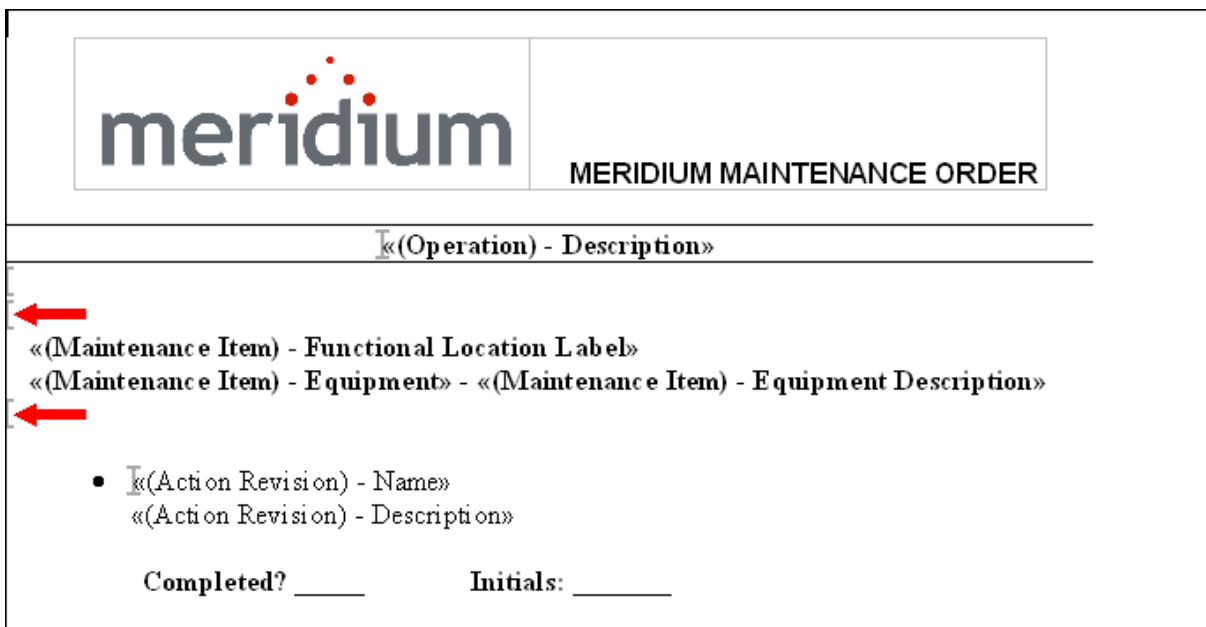 meridium
MERIDIUM MAINTENANCE ORDER
«(Operation) - Description»
«(Maintenance Item) - Functional Location Label»
«(Maintenance Item) - Equipment» - «(Maintenance Item) - Equipment Description»
• «(Action Revision) - Name»
«(Action Revision) - Description»
Completed? _____ Initials: _______